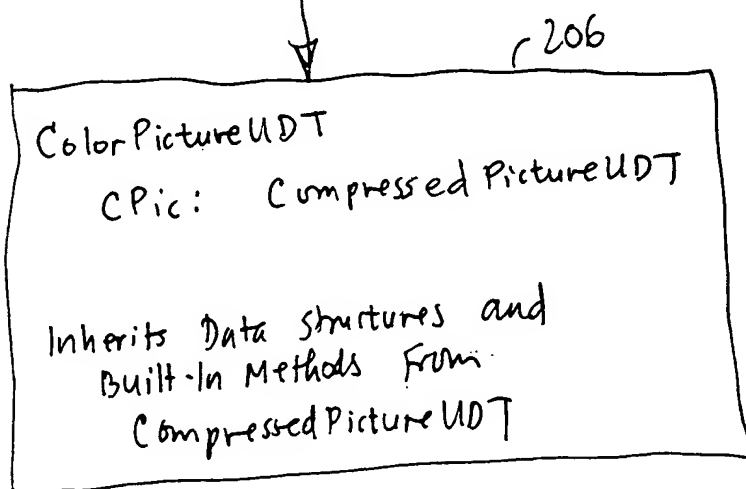 206
ColorPictureUDT
CPic: CompressedPictureUDT
Inherits Data structures and
Built-In Methods From
CompressedPictureUDT